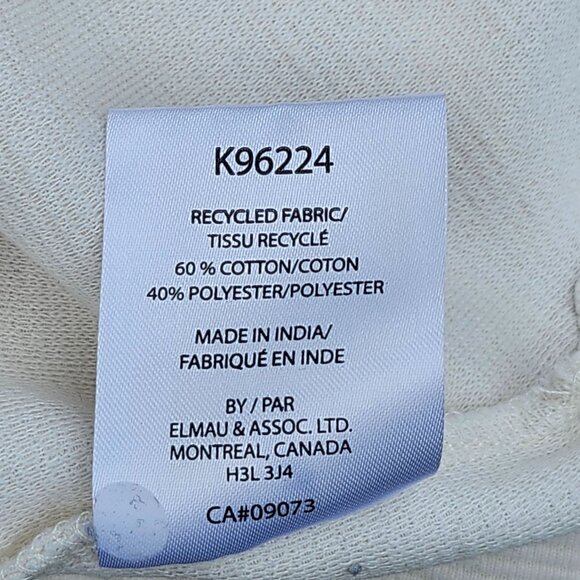 K96224
RECYCLED FABRIC/
TISSU RECYCLÉ
60 % COTTON/COTON
40% POLYESTER/POLYESTER
MADE IN INDIA/
FABRIQUÉ EN INDE
BY / PAR
ELMAU & ASSOC. LTD.
MONTREAL, CANADA
H3L 3J4
CA#09073